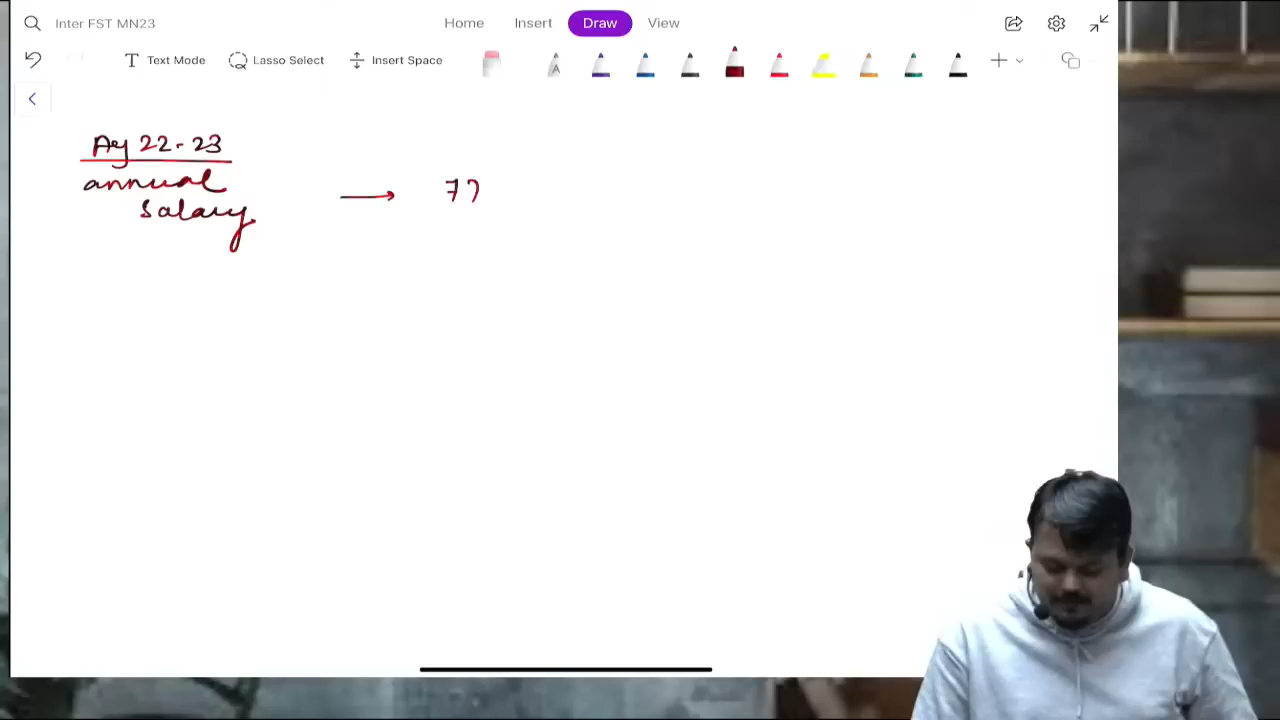 Inter FST MN23
Home Insert Draw View
Text Mode Lasso Select Insert Space
Ay 22-23
annual
salary → 77